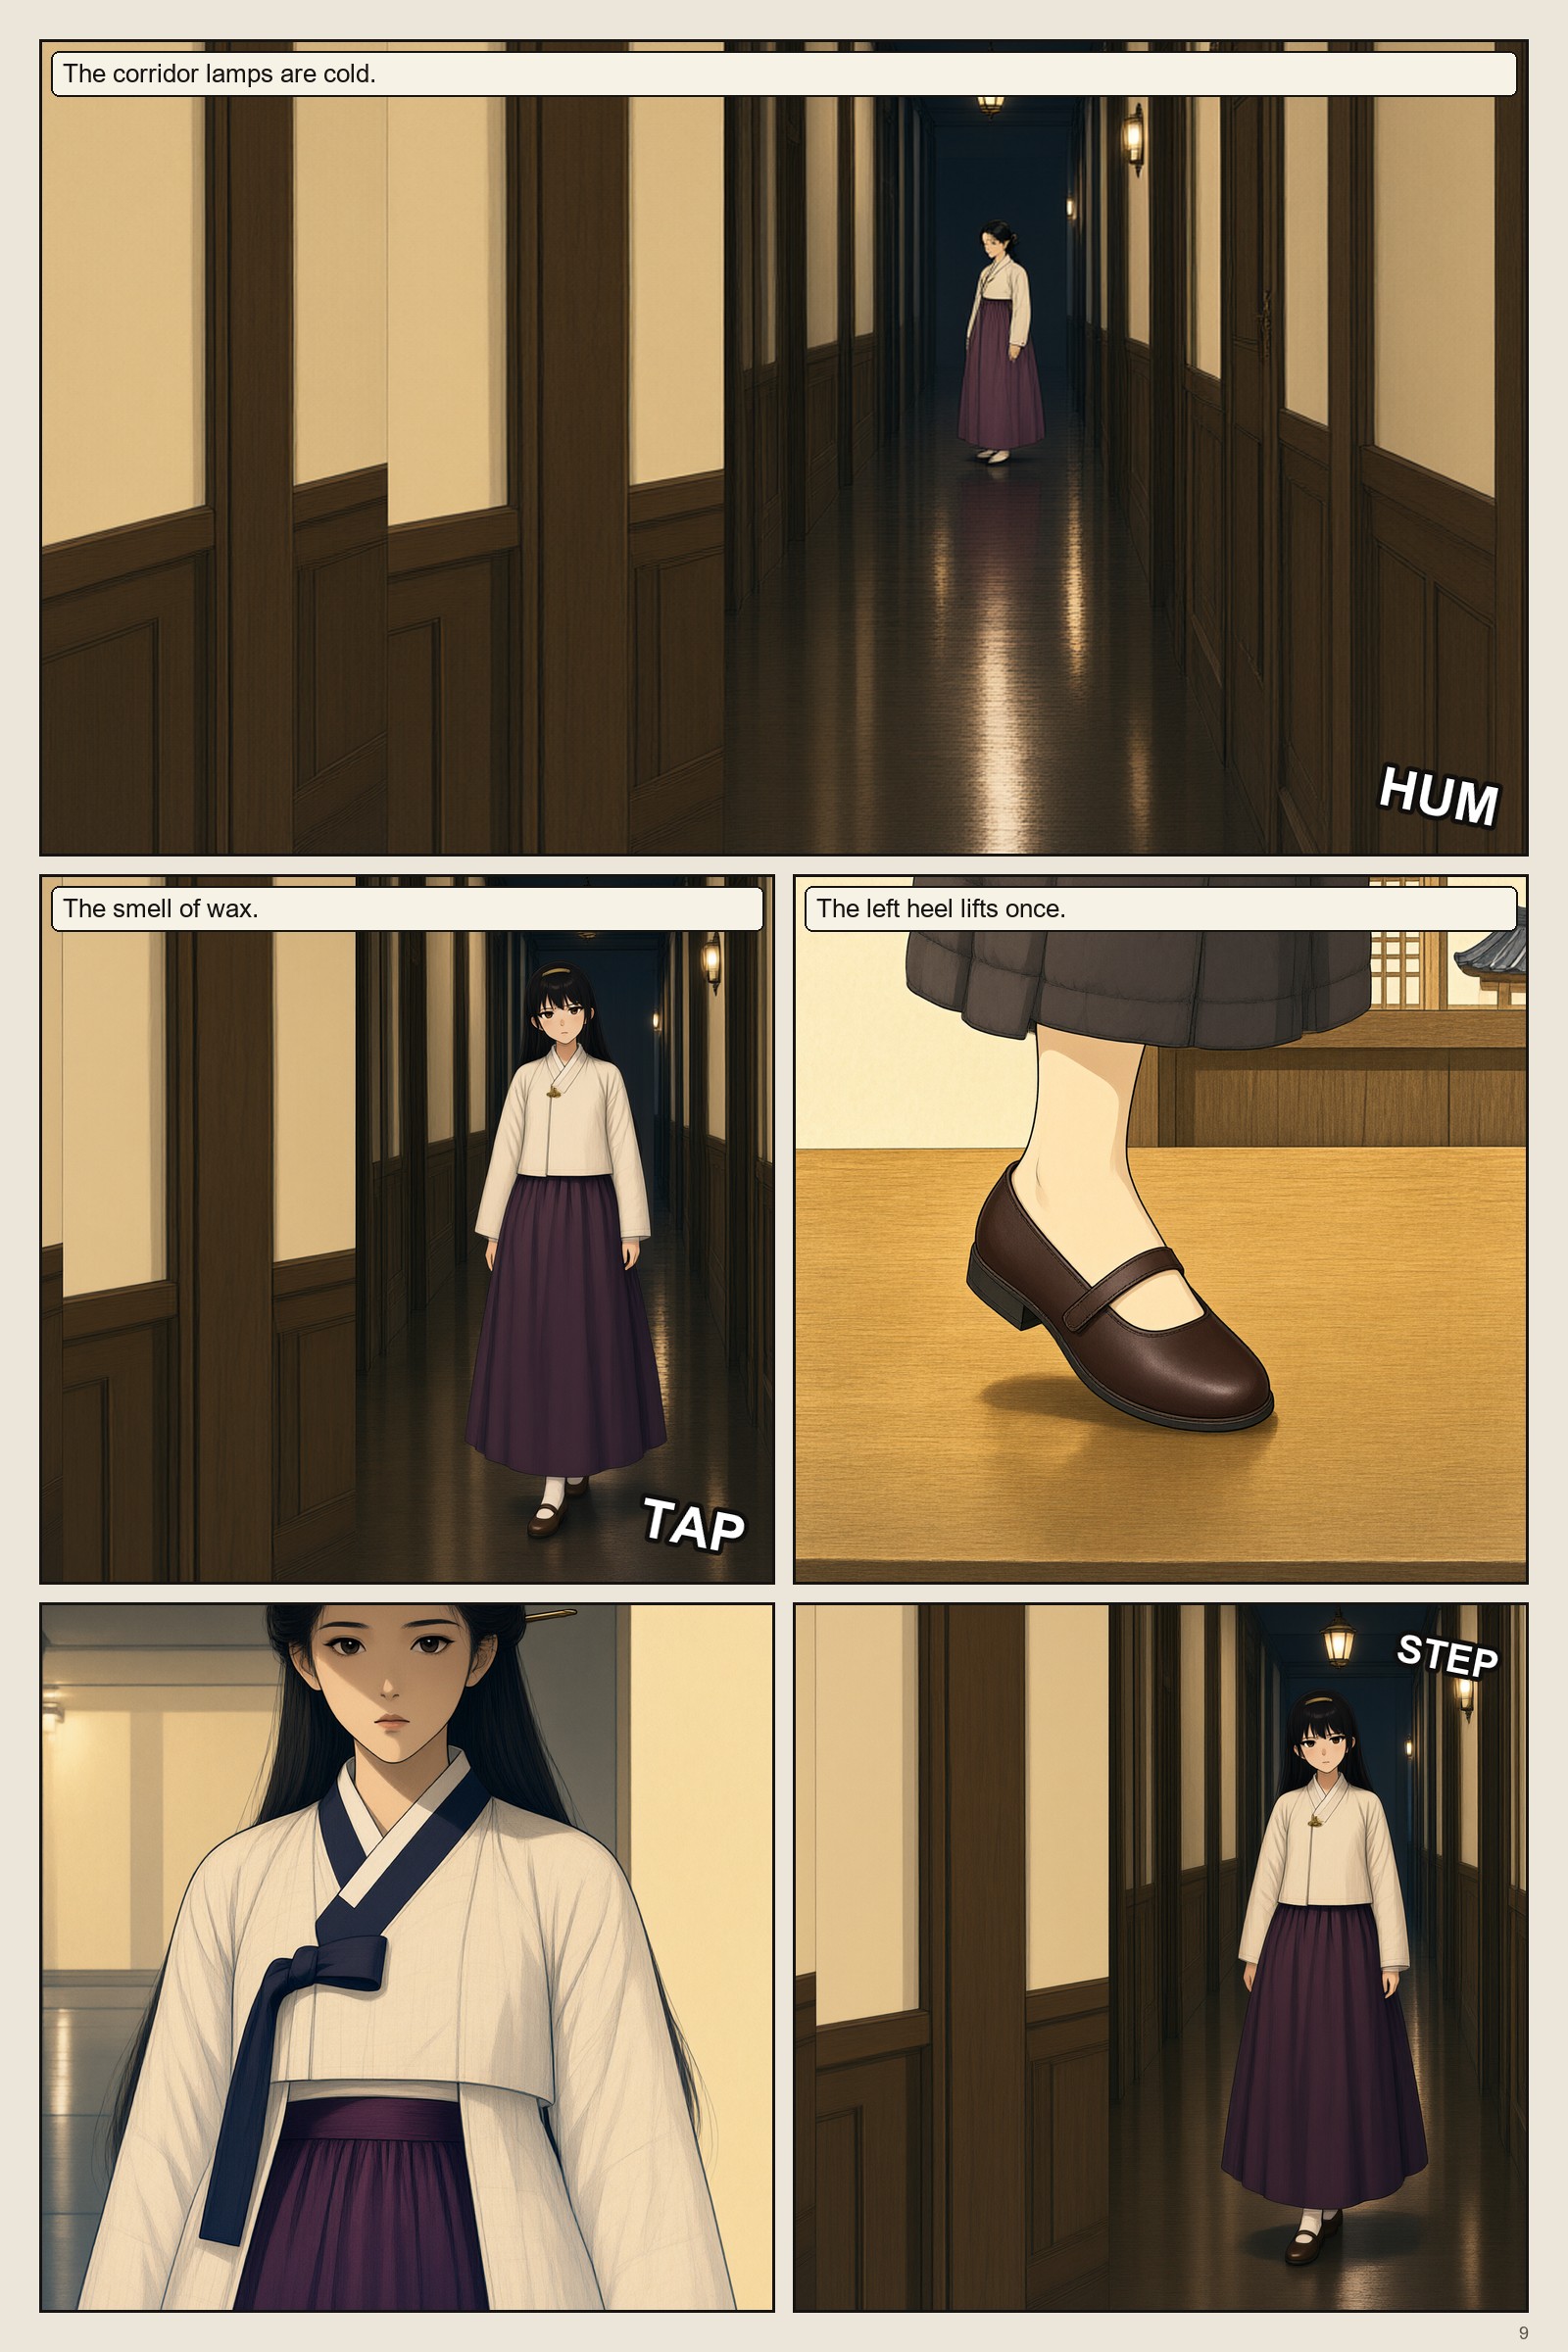 The corridor lamps are cold.
HUM
The smell of wax.
TAP
The left heel lifts once.
STEP
9